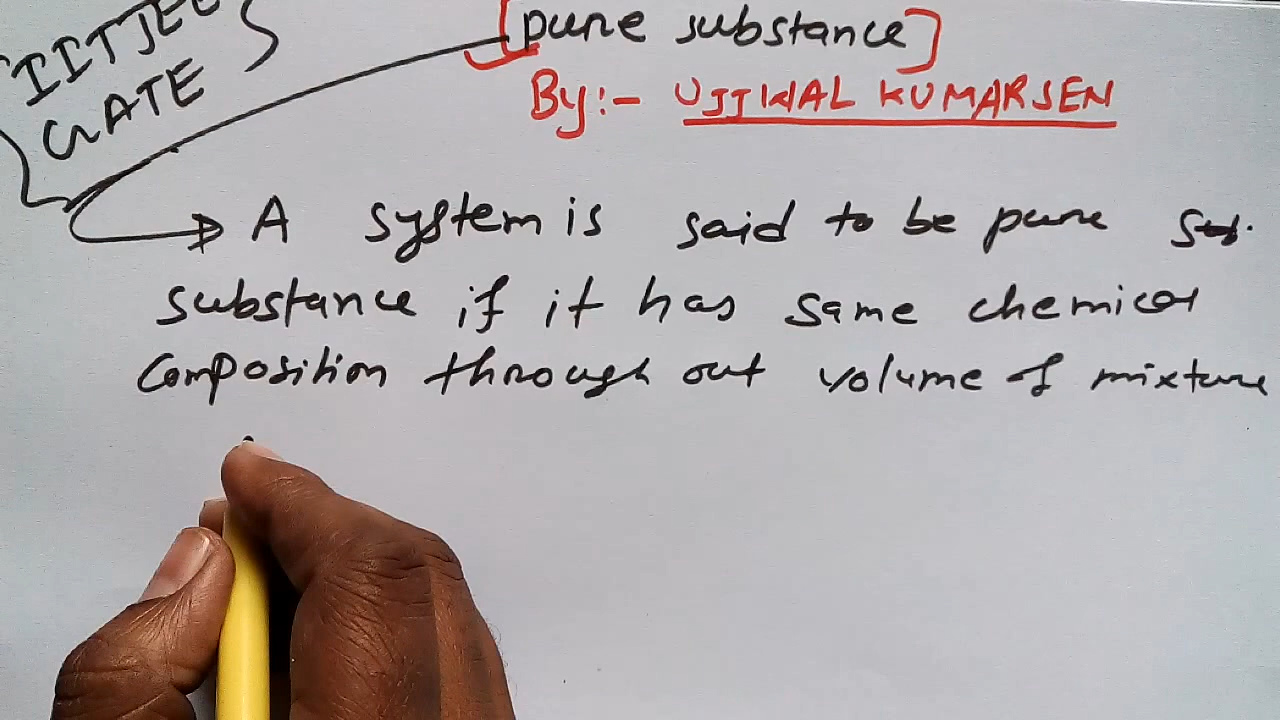 IITJEE
GATE
[pure substance]
By:- UJJWAL KUMARSEN
A system is said to be pure
substance if it has same chemical
composition through out volume of mixture